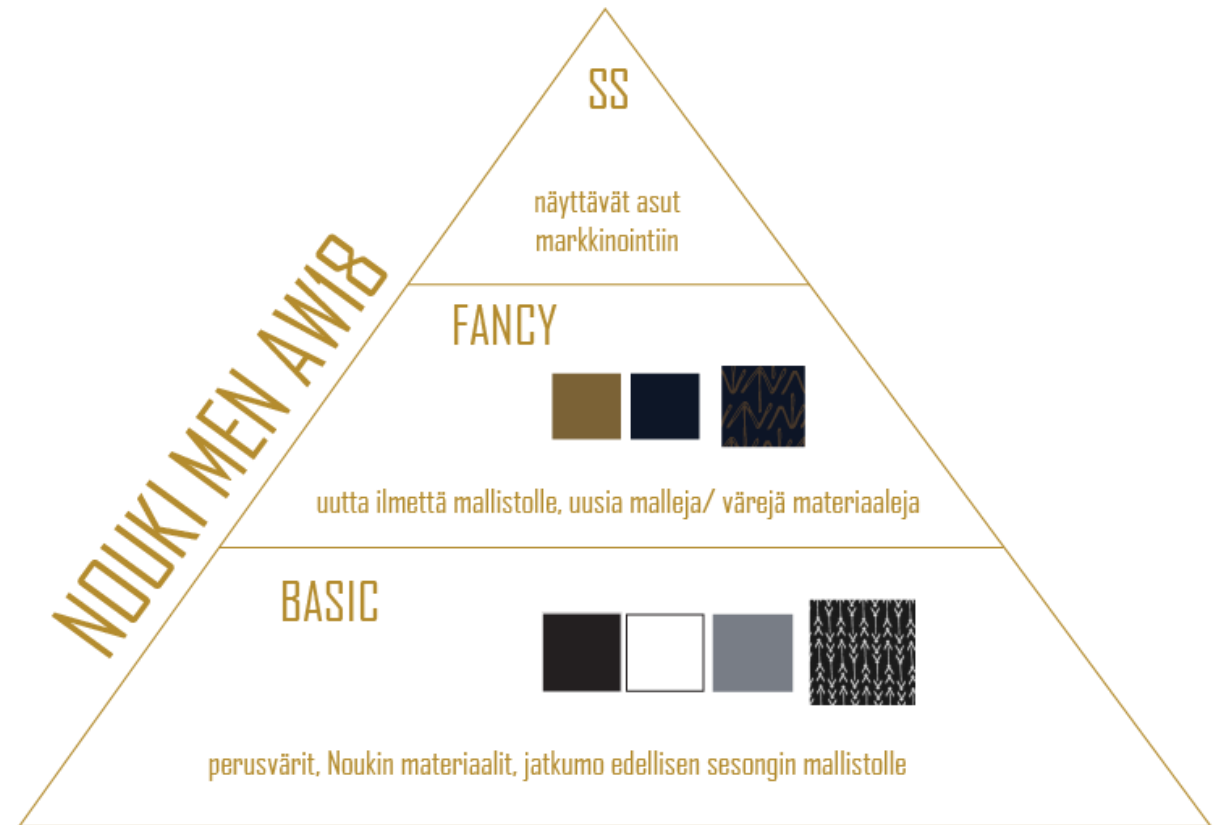 SS
näyttävät asut
markkinointiin
NOUKI MEN AW18
FANCY
uutta ilmettä mallistolle, uusia malleja/ värejä materiaaleja
BASIC
perusvärit, Noukin materiaalit, jatkumo edellisen sesongin mallistolle